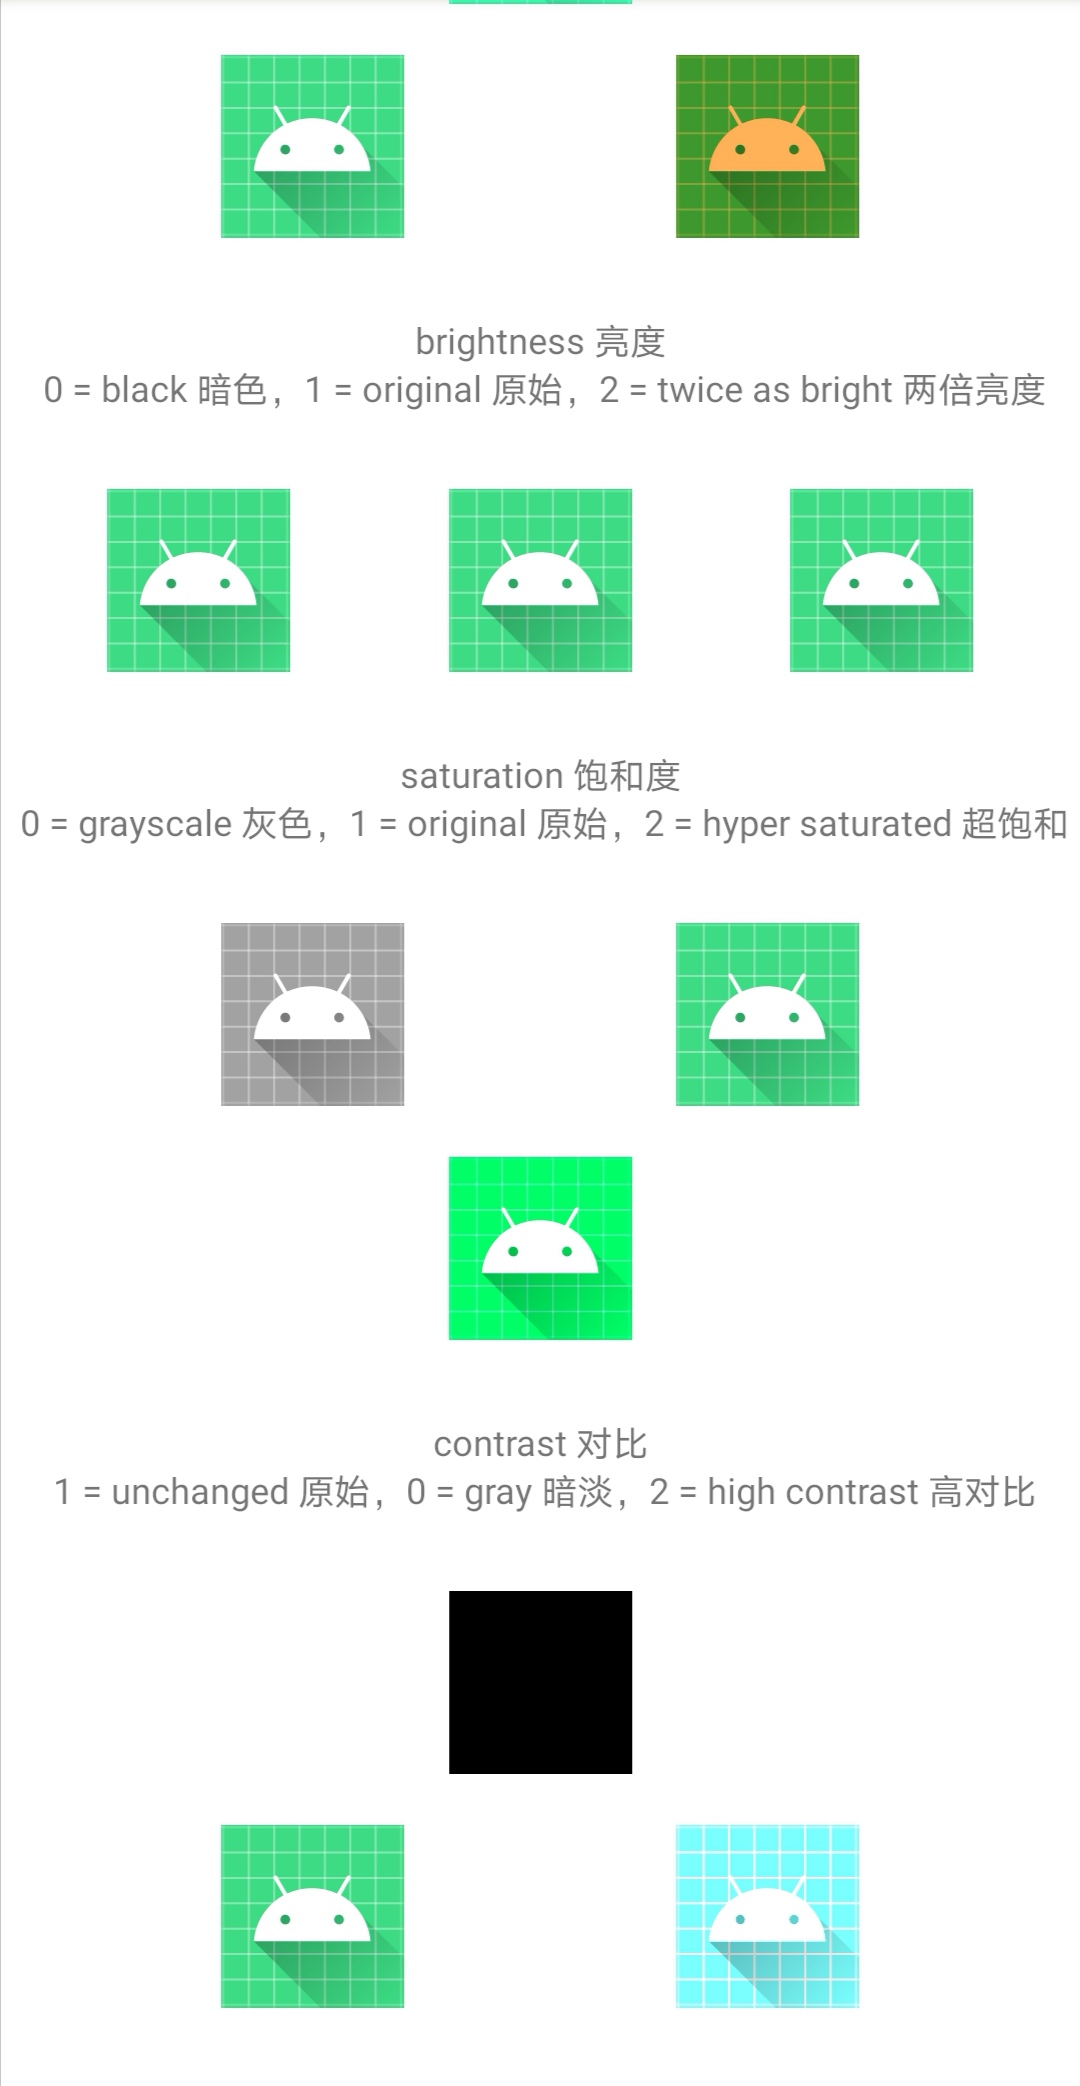 brightness 亮度
0 = black 暗色，1 = original 原始，2 = twice as bright 两倍亮度
saturation 饱和度
0 = grayscale 灰色，1 = original 原始，2 = hyper saturated 超饱和
contrast 对比
1 = unchanged 原始，0 = gray 暗淡，2 = high contrast 高对比